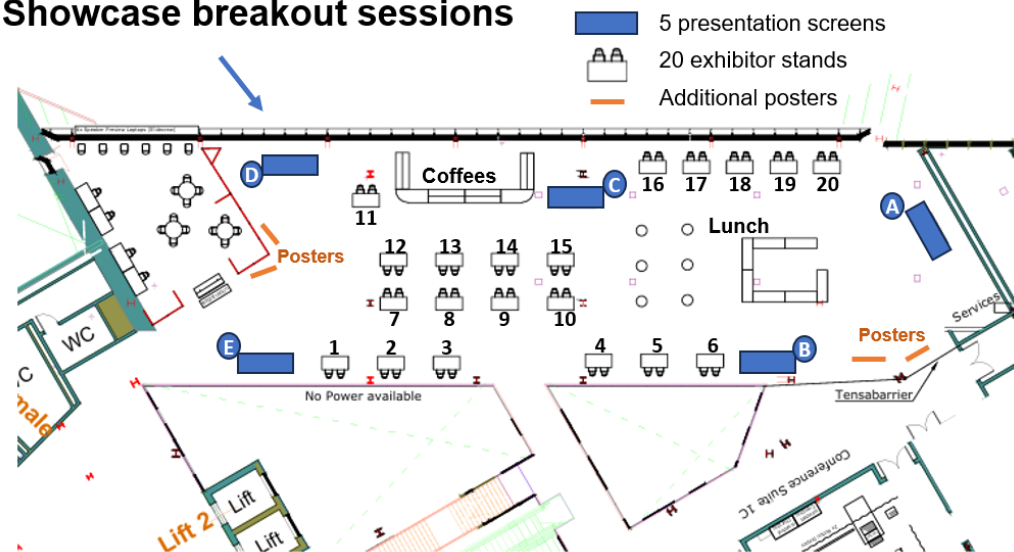 Showcase breakout sessions
5 presentation screens
20 exhibitor stands
Additional posters
D
Coffees
C
16 17 18 19 20
A
11
Lunch
12 13 14 15
Posters
7 8 9 10
Services
WC
E
1 2 3
4 5 6
B
Posters
No Power available
Tensabarrier
C
male
Conference Suite 1C
Lift
Lift 2
Lift